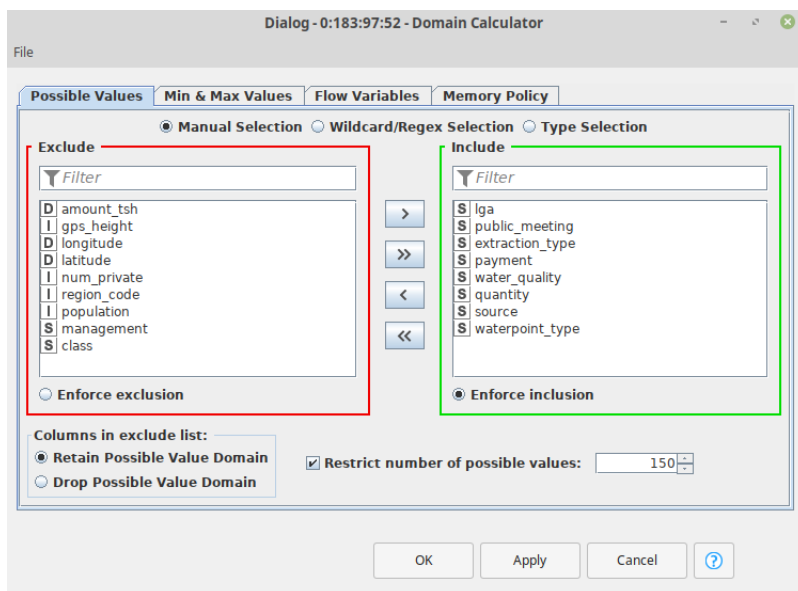 Dialog - 0:183:97:52 - Domain Calculator
File
Possible Values Min & Max Values Flow Variables Memory Policy
Manual Selection Wildcard/Regex Selection Type Selection
Exclude
Filter
D amount_tsh
I gps_height
D longitude
D latitude
I num_private
I region_code
I population
S management
S class
Enforce exclusion
>
>>
<
<<
Include
Filter
S lga
S public_meeting
S extraction_type
S payment
S water_quality
S quantity
S source
S waterpoint_type
Enforce inclusion
Columns in exclude list:
Retain Possible Value Domain
Drop Possible Value Domain
Restrict number of possible values: 150
OK Apply Cancel ?